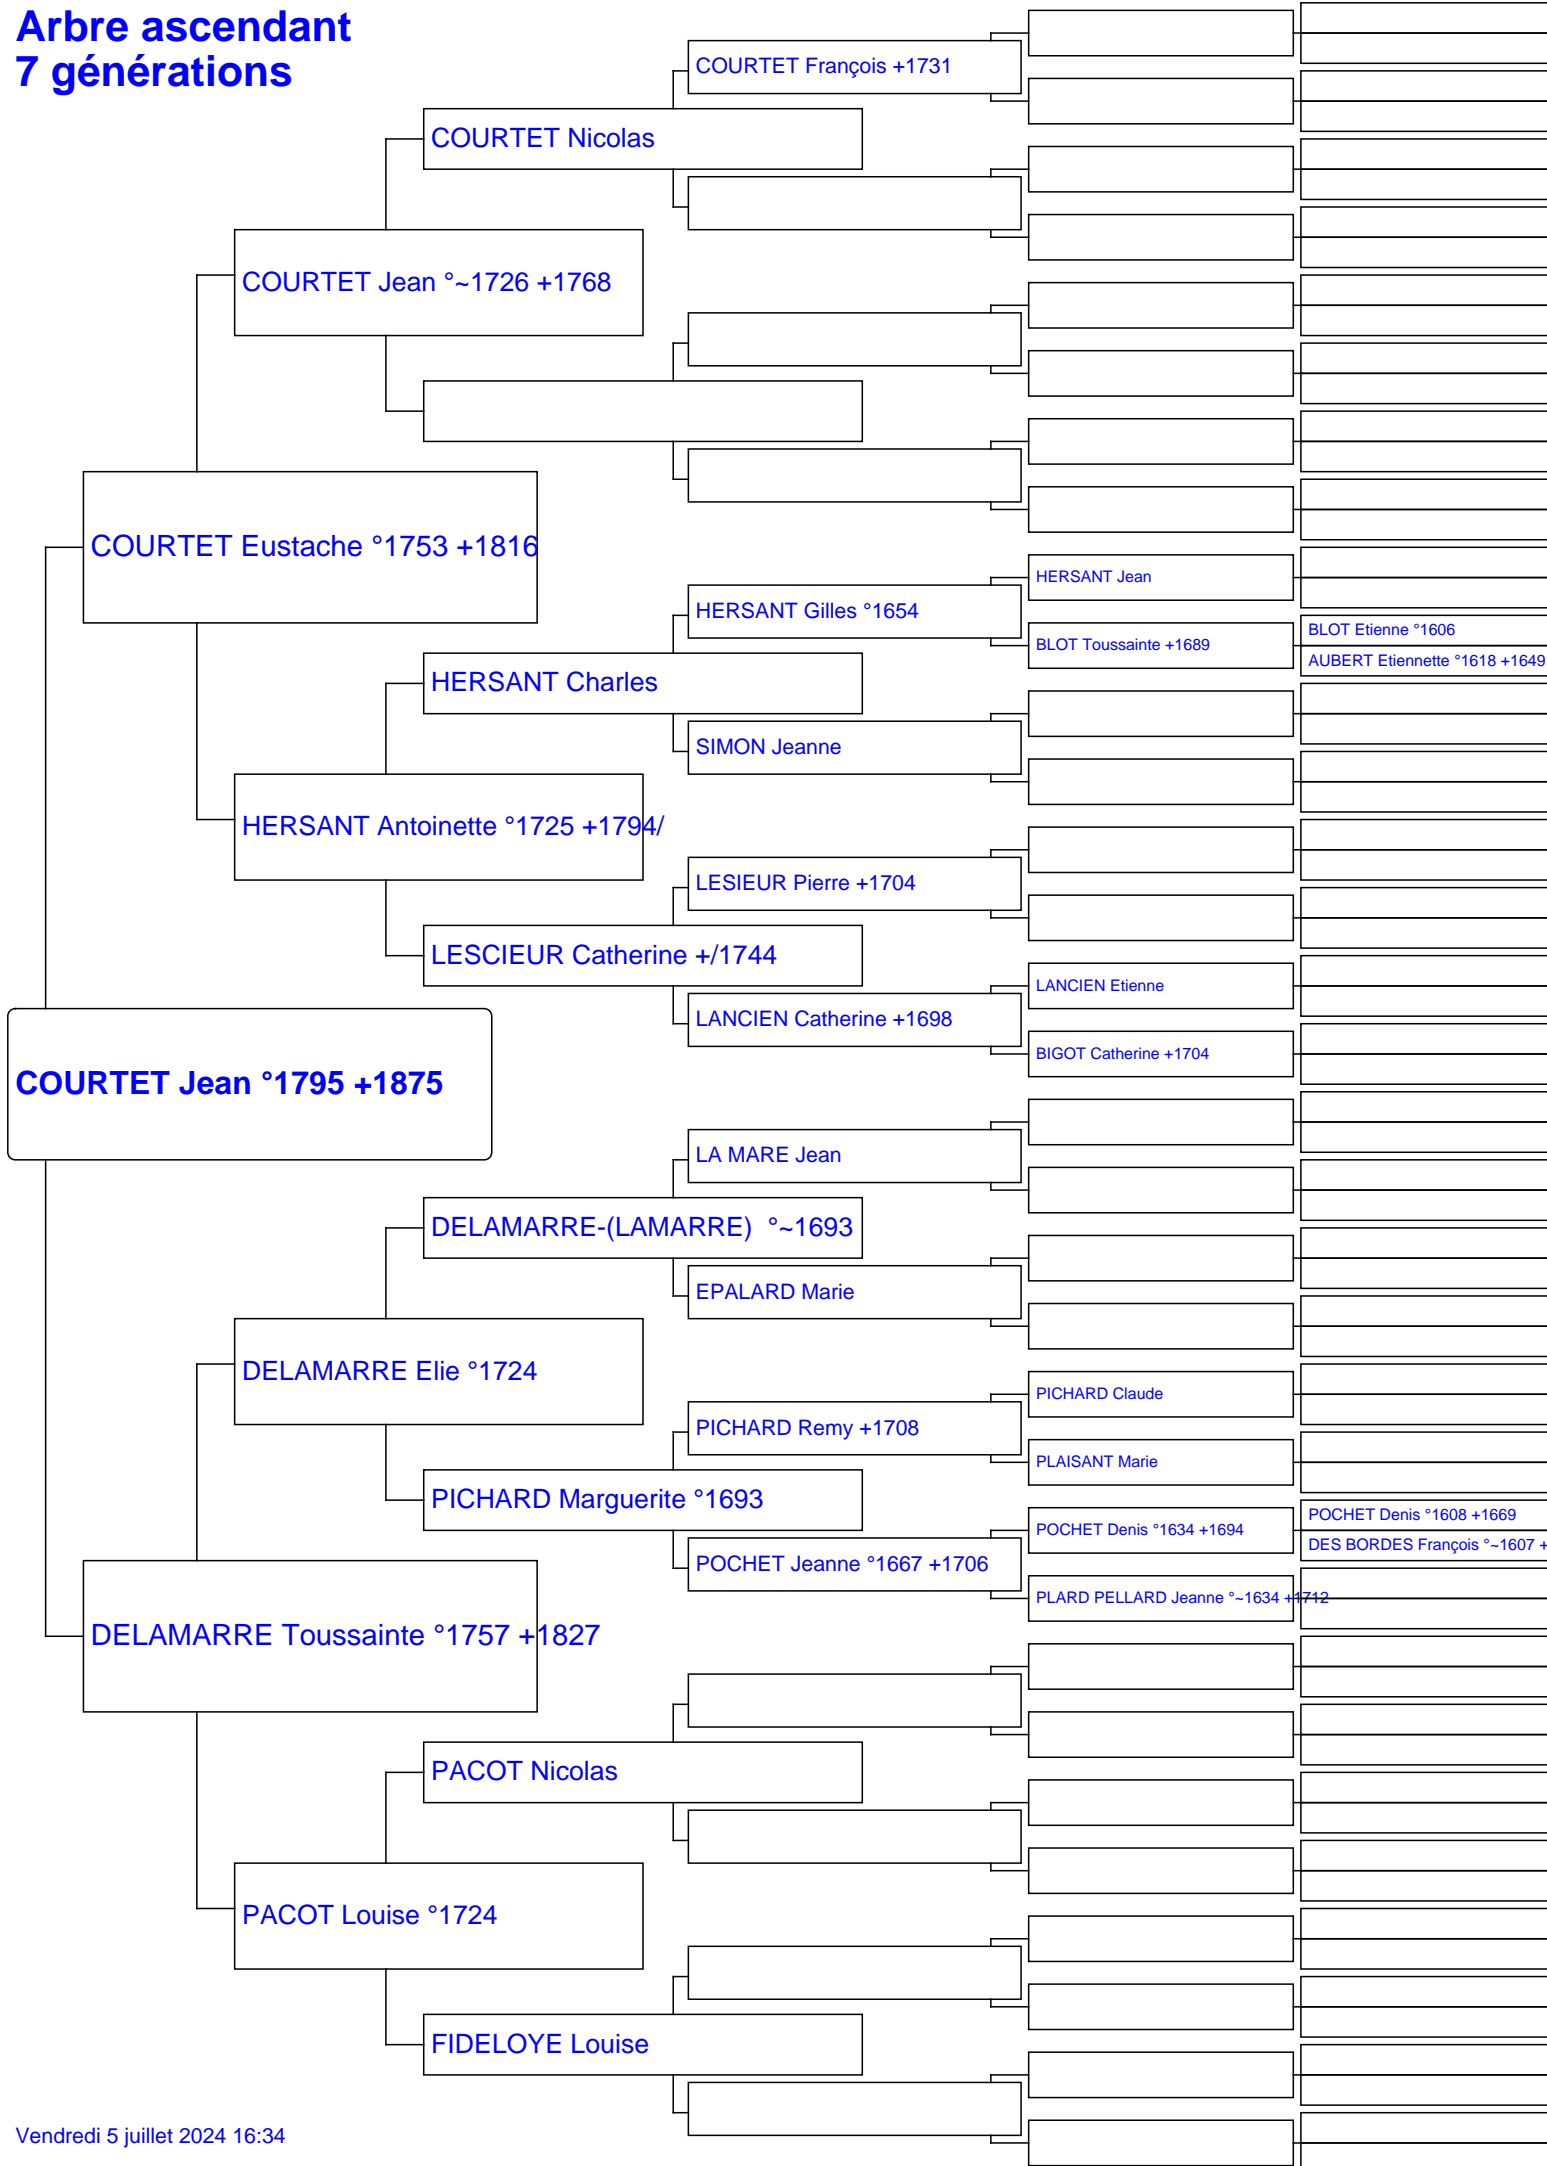 Arbre ascendant
7 générations
COURTET François +1731
COURTET Nicolas
COURTET Jean °~1726 +1768
COURTET Eustache °1753 +1816
HERSANT Jean
HERSANT Gilles °1654
BLOT Etienne °1606
BLOT Toussainte +1689
AUBERT Etiennette °1618 +1649
HERSANT Charles
SIMON Jeanne
HERSANT Antoinette °1725 +1794/
LESIEUR Pierre +1704
LESCIEUR Catherine +/1744
LANCIEN Etienne
LANCIEN Catherine +1698
BIGOT Catherine +1704
COURTET Jean °1795 +1875
LA MARE Jean
DELAMARRE-(LAMARRE)  °~1693
EPALARD Marie
DELAMARRE Elie °1724
PICHARD Claude
PICHARD Remy +1708
PLAISANT Marie
PICHARD Marguerite °1693
POCHET Denis °1608 +1669
POCHET Denis °1634 +1694
DES BORDES François °~1607 +
POCHET Jeanne °1667 +1706
PLARD PELLARD Jeanne °~1634 +1712
DELAMARRE Toussainte °1757 +1827
PACOT Nicolas
PACOT Louise °1724
FIDELOYE Louise
Vendredi 5 juillet 2024 16:34